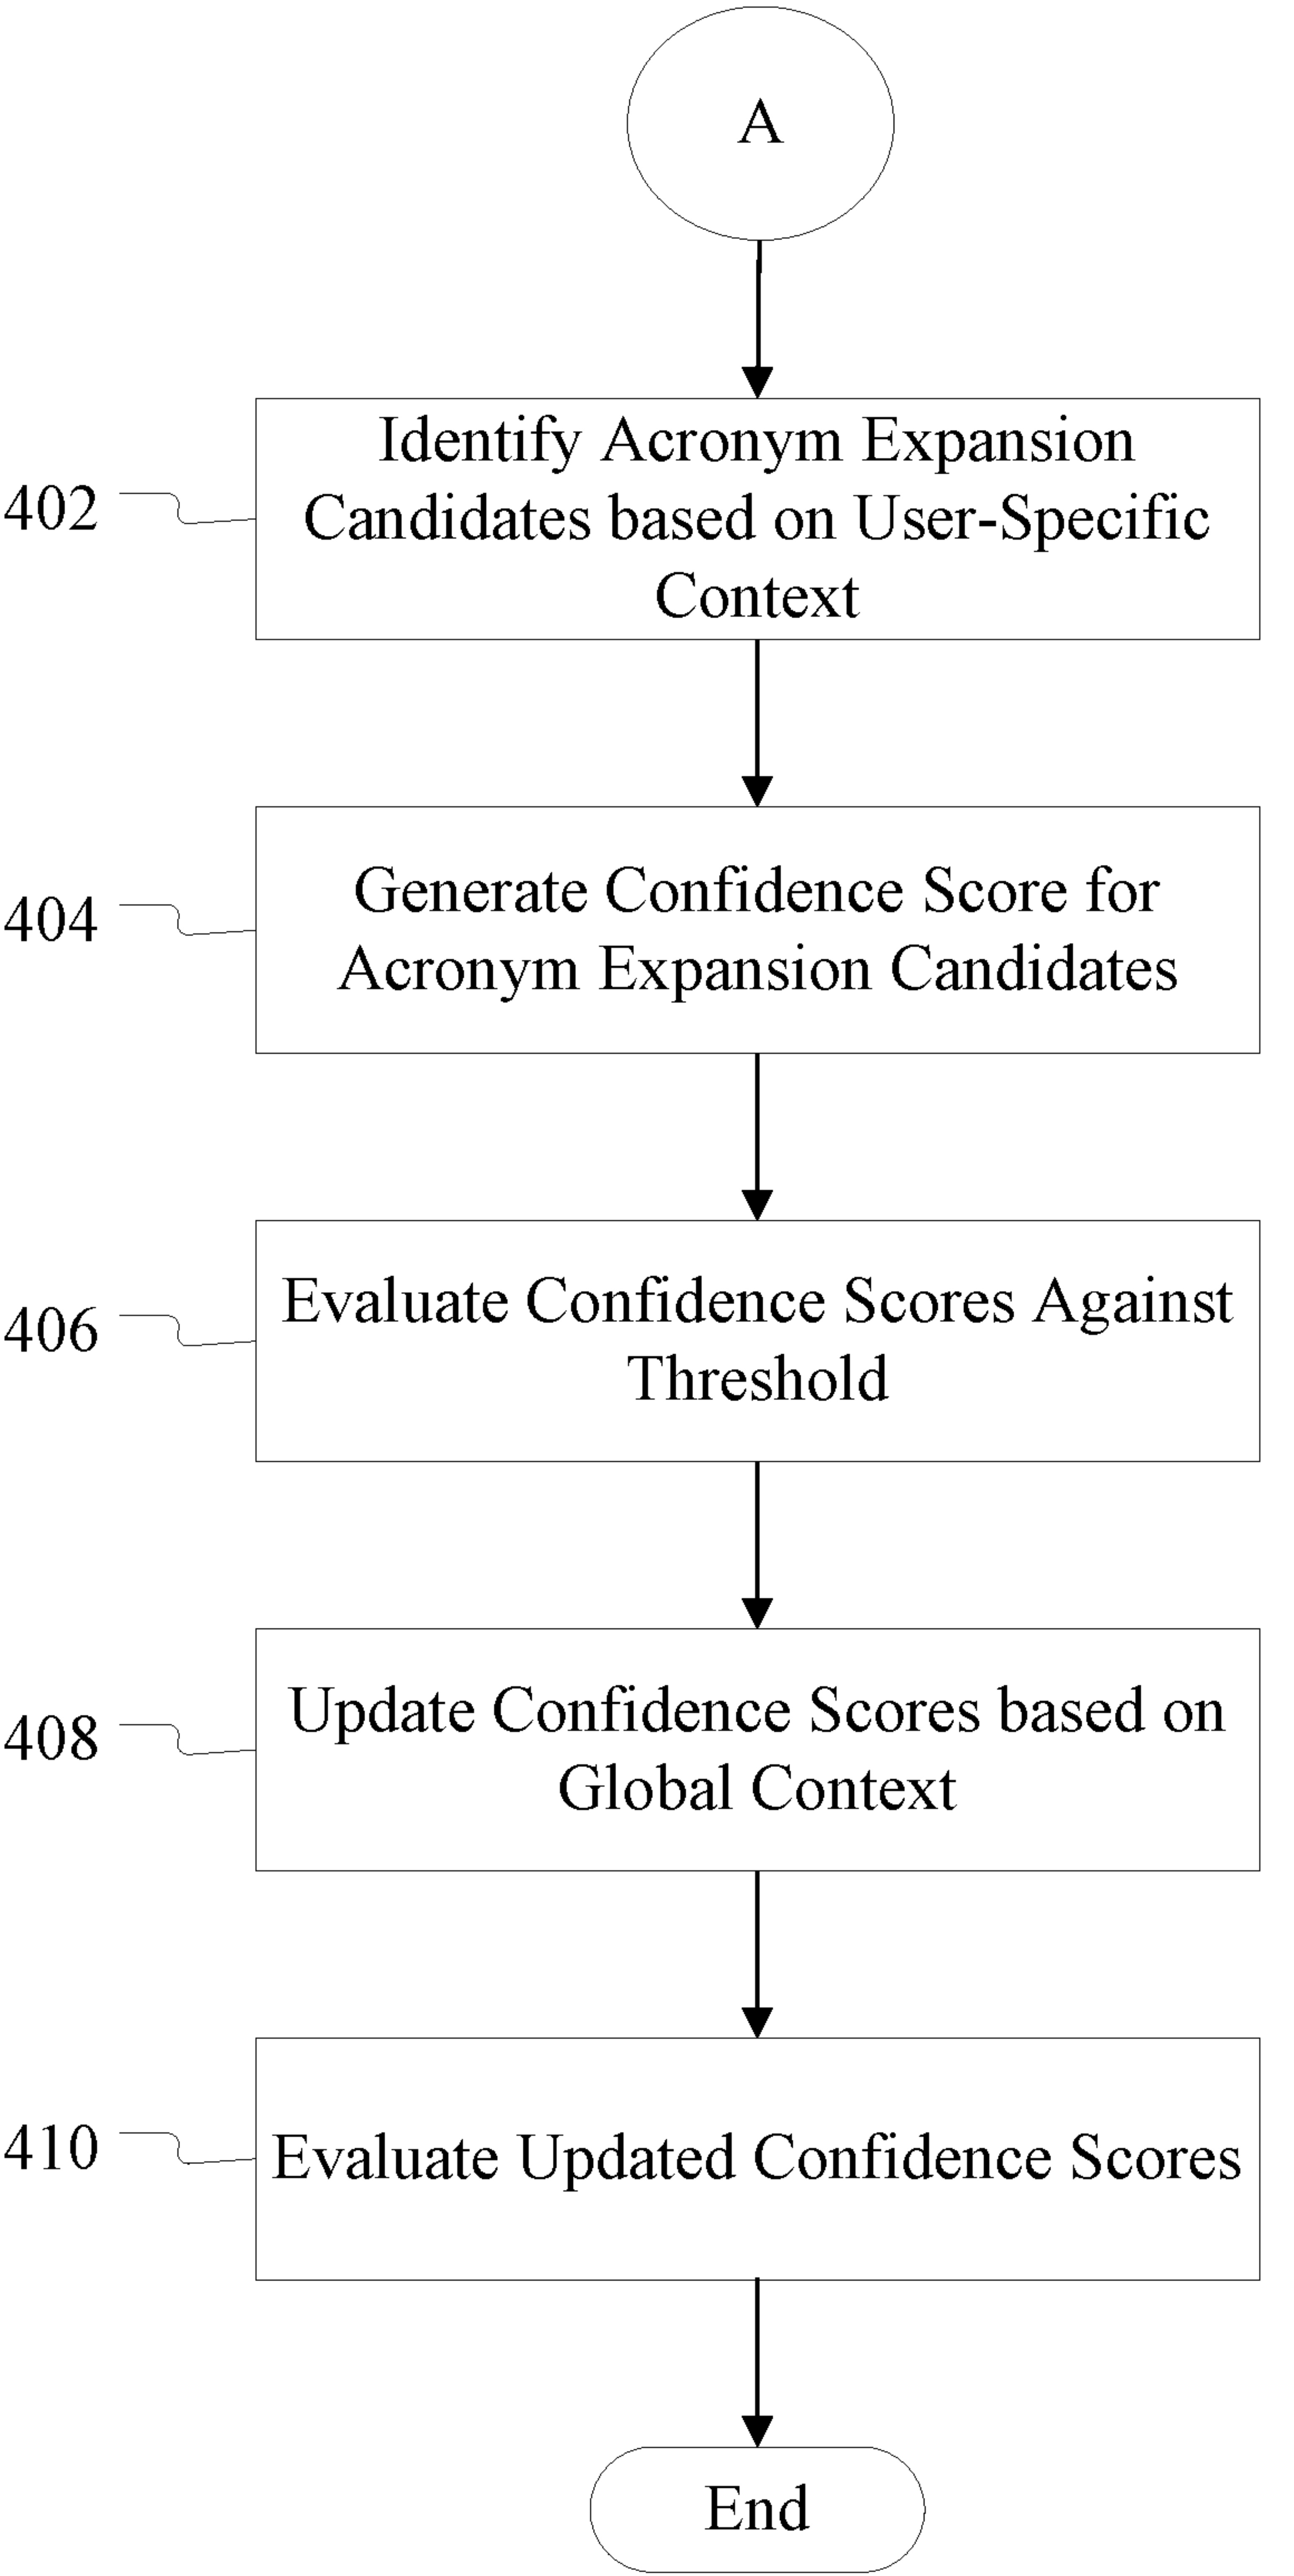 A
Identify Acronym Expansion
Candidates based on User-Specific
Context
402
Generate Confidence Score for
Acronym Expansion Candidates
404
Evaluate Confidence Scores Against
Threshold
406
Update Confidence Scores based on
Global Context
408
Evaluate Updated Confidence Scores
410
End